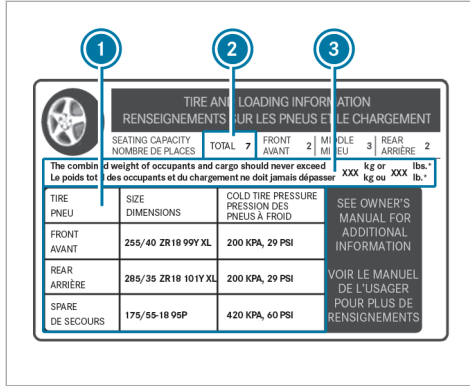 1 2 3
TIRE AND LOADING INFORMATION
RENSEIGNEMENTS SUR LES PNEUS ET LE CHARGEMENT
SEATING CAPACITY
NOMBRE DE PLACES
TOTAL 7
FRONT
AVANT 2
MIDDLE
MILIEU 3
REAR
ARRIÈRE 2
The combined weight of occupants and cargo should never exceed XXX kg or XXX lbs.*
Le poids total des occupants et du chargement ne doit jamais dépasser kg ou lb.*
TIRE
PNEU
SIZE
DIMENSIONS
COLD TIRE PRESSURE
PRESSION DES
PNEUS À FROID
FRONT
AVANT
255/40 ZR18 99Y XL
200 KPA, 29 PSI
REAR
ARRIÈRE
285/35 ZR18 101Y XL
200 KPA, 29 PSI
SPARE
DE SECOURS
175/55-18 95P
420 KPA, 60 PSI
SEE OWNER'S
MANUAL FOR
ADDITIONAL
INFORMATION
VOIR LE MANUEL
DE L'USAGER
POUR PLUS DE
RENSIGNEMENTS